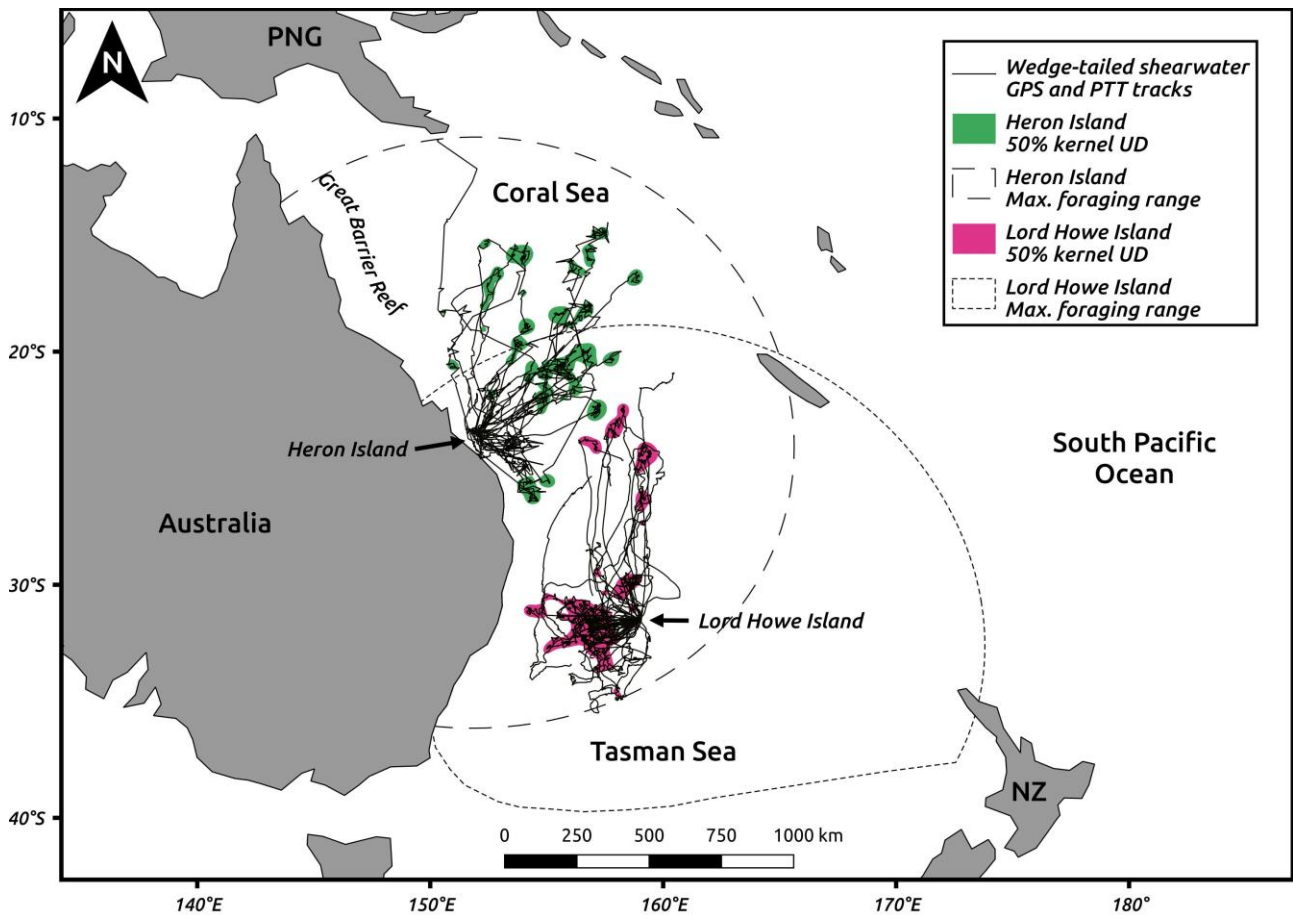 PNG
N
Wedge-tailed shearwater
GPS and PTT tracks
Heron Island
50% kernel UD
Heron Island
Max. foraging range
Lord Howe Island
50% kernel UD
Lord Howe Island
Max. foraging range
10°S
Coral Sea
Great Barrier Reef
20°S
Heron Island
South Pacific
Ocean
Australia
30°S
Lord Howe Island
Tasman Sea
NZ
40°S
0 250 500 750 1000 km
140°E 150°E 160°E 170°E 180°